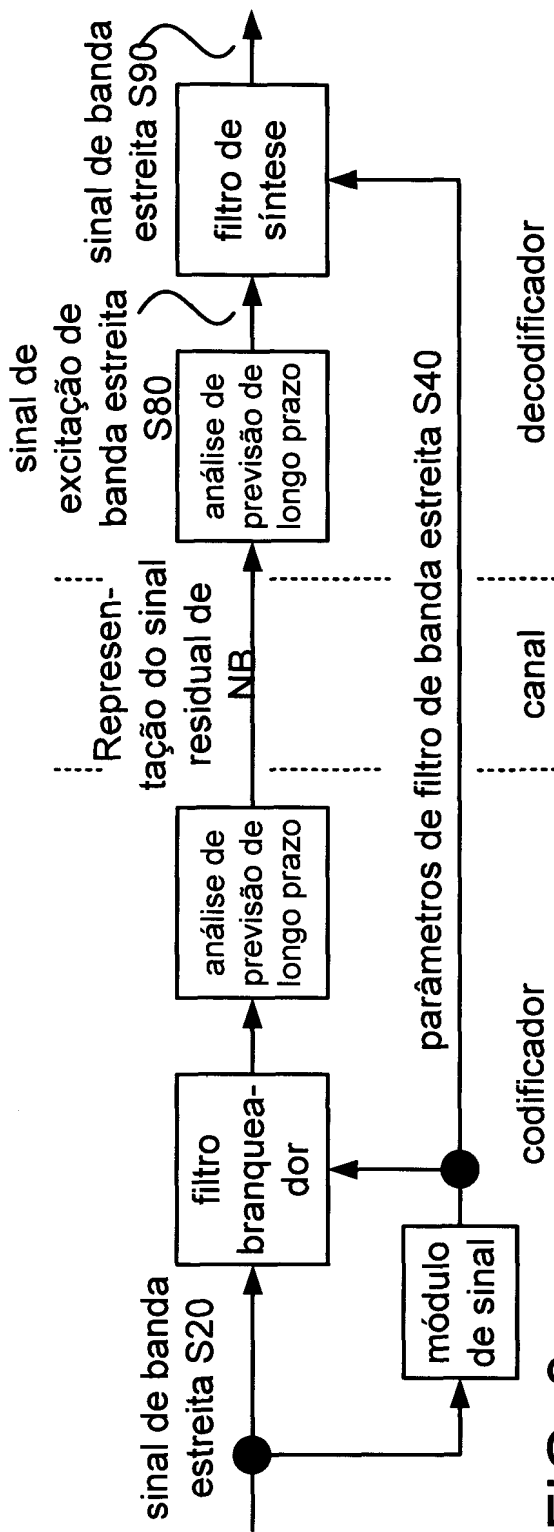 sinal de banda
estreita S20
filtro
branquea-
dor
módulo
de sinal
análise de
previsão de
longo prazo
Represen-
tação do sinal
residual de
NB
análise de
previsão de
longo prazo
sinal de
excitação de
banda estreita
S80
filtro de
síntese
sinal de banda
estreita S90
parâmetros de filtro de banda estreita S40
codificador
canal
decodificador
FIG.